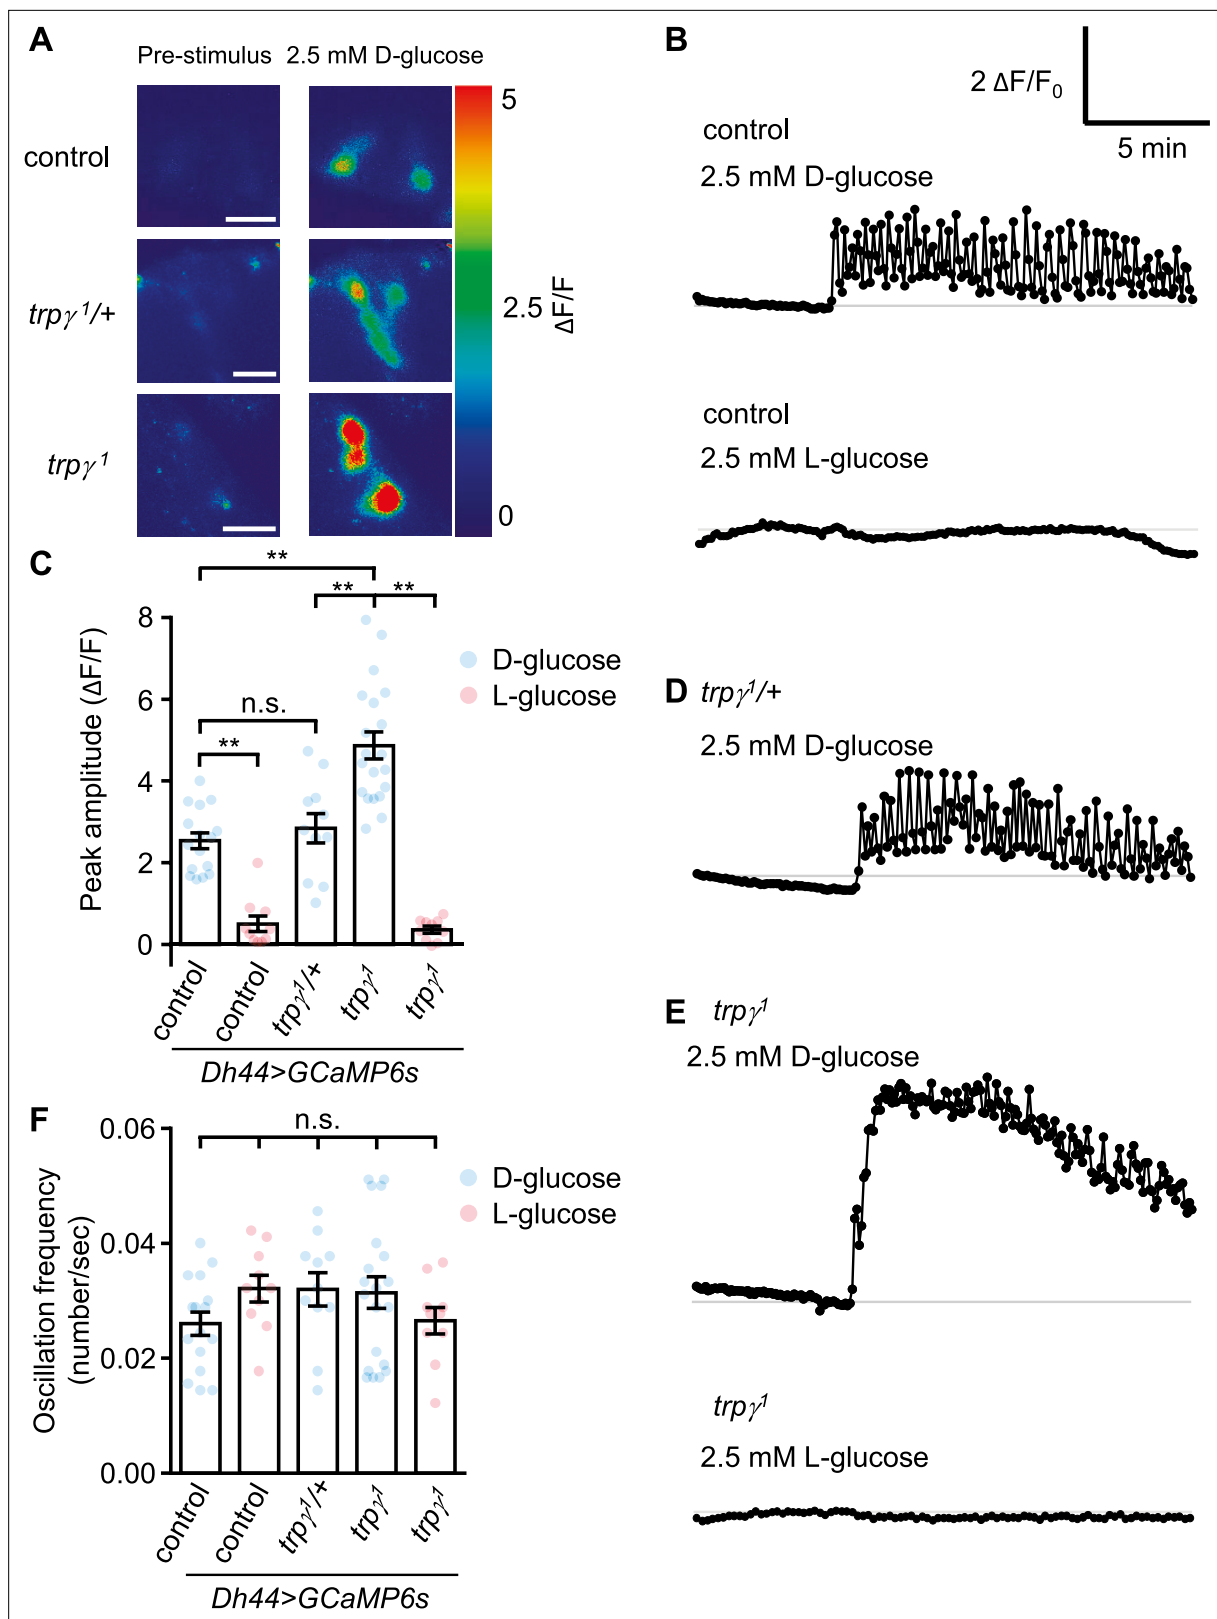 A
Pre-stimulus 2.5 mM D-glucose
control
trpγ¹/+
trpγ¹
5
2.5
0
ΔF/F
B
2 ΔF/F₀
5 min
control
2.5 mM D-glucose
control
2.5 mM L-glucose
C
** 
** **
n.s.
**
Peak amplitude (ΔF/F)
8
6
4
2
0
D-glucose
L-glucose
control control trpγ¹/+ trpγ¹ trpγ¹
Dh44>GCaMP6s
D trpγ¹/+
2.5 mM D-glucose
E trpγ¹
2.5 mM D-glucose
trpγ¹
2.5 mM L-glucose
F
n.s.
Oscillation frequency
(number/sec)
0.06
0.04
0.02
0.00
D-glucose
L-glucose
control control trpγ¹/+ trpγ¹ trpγ¹
Dh44>GCaMP6s